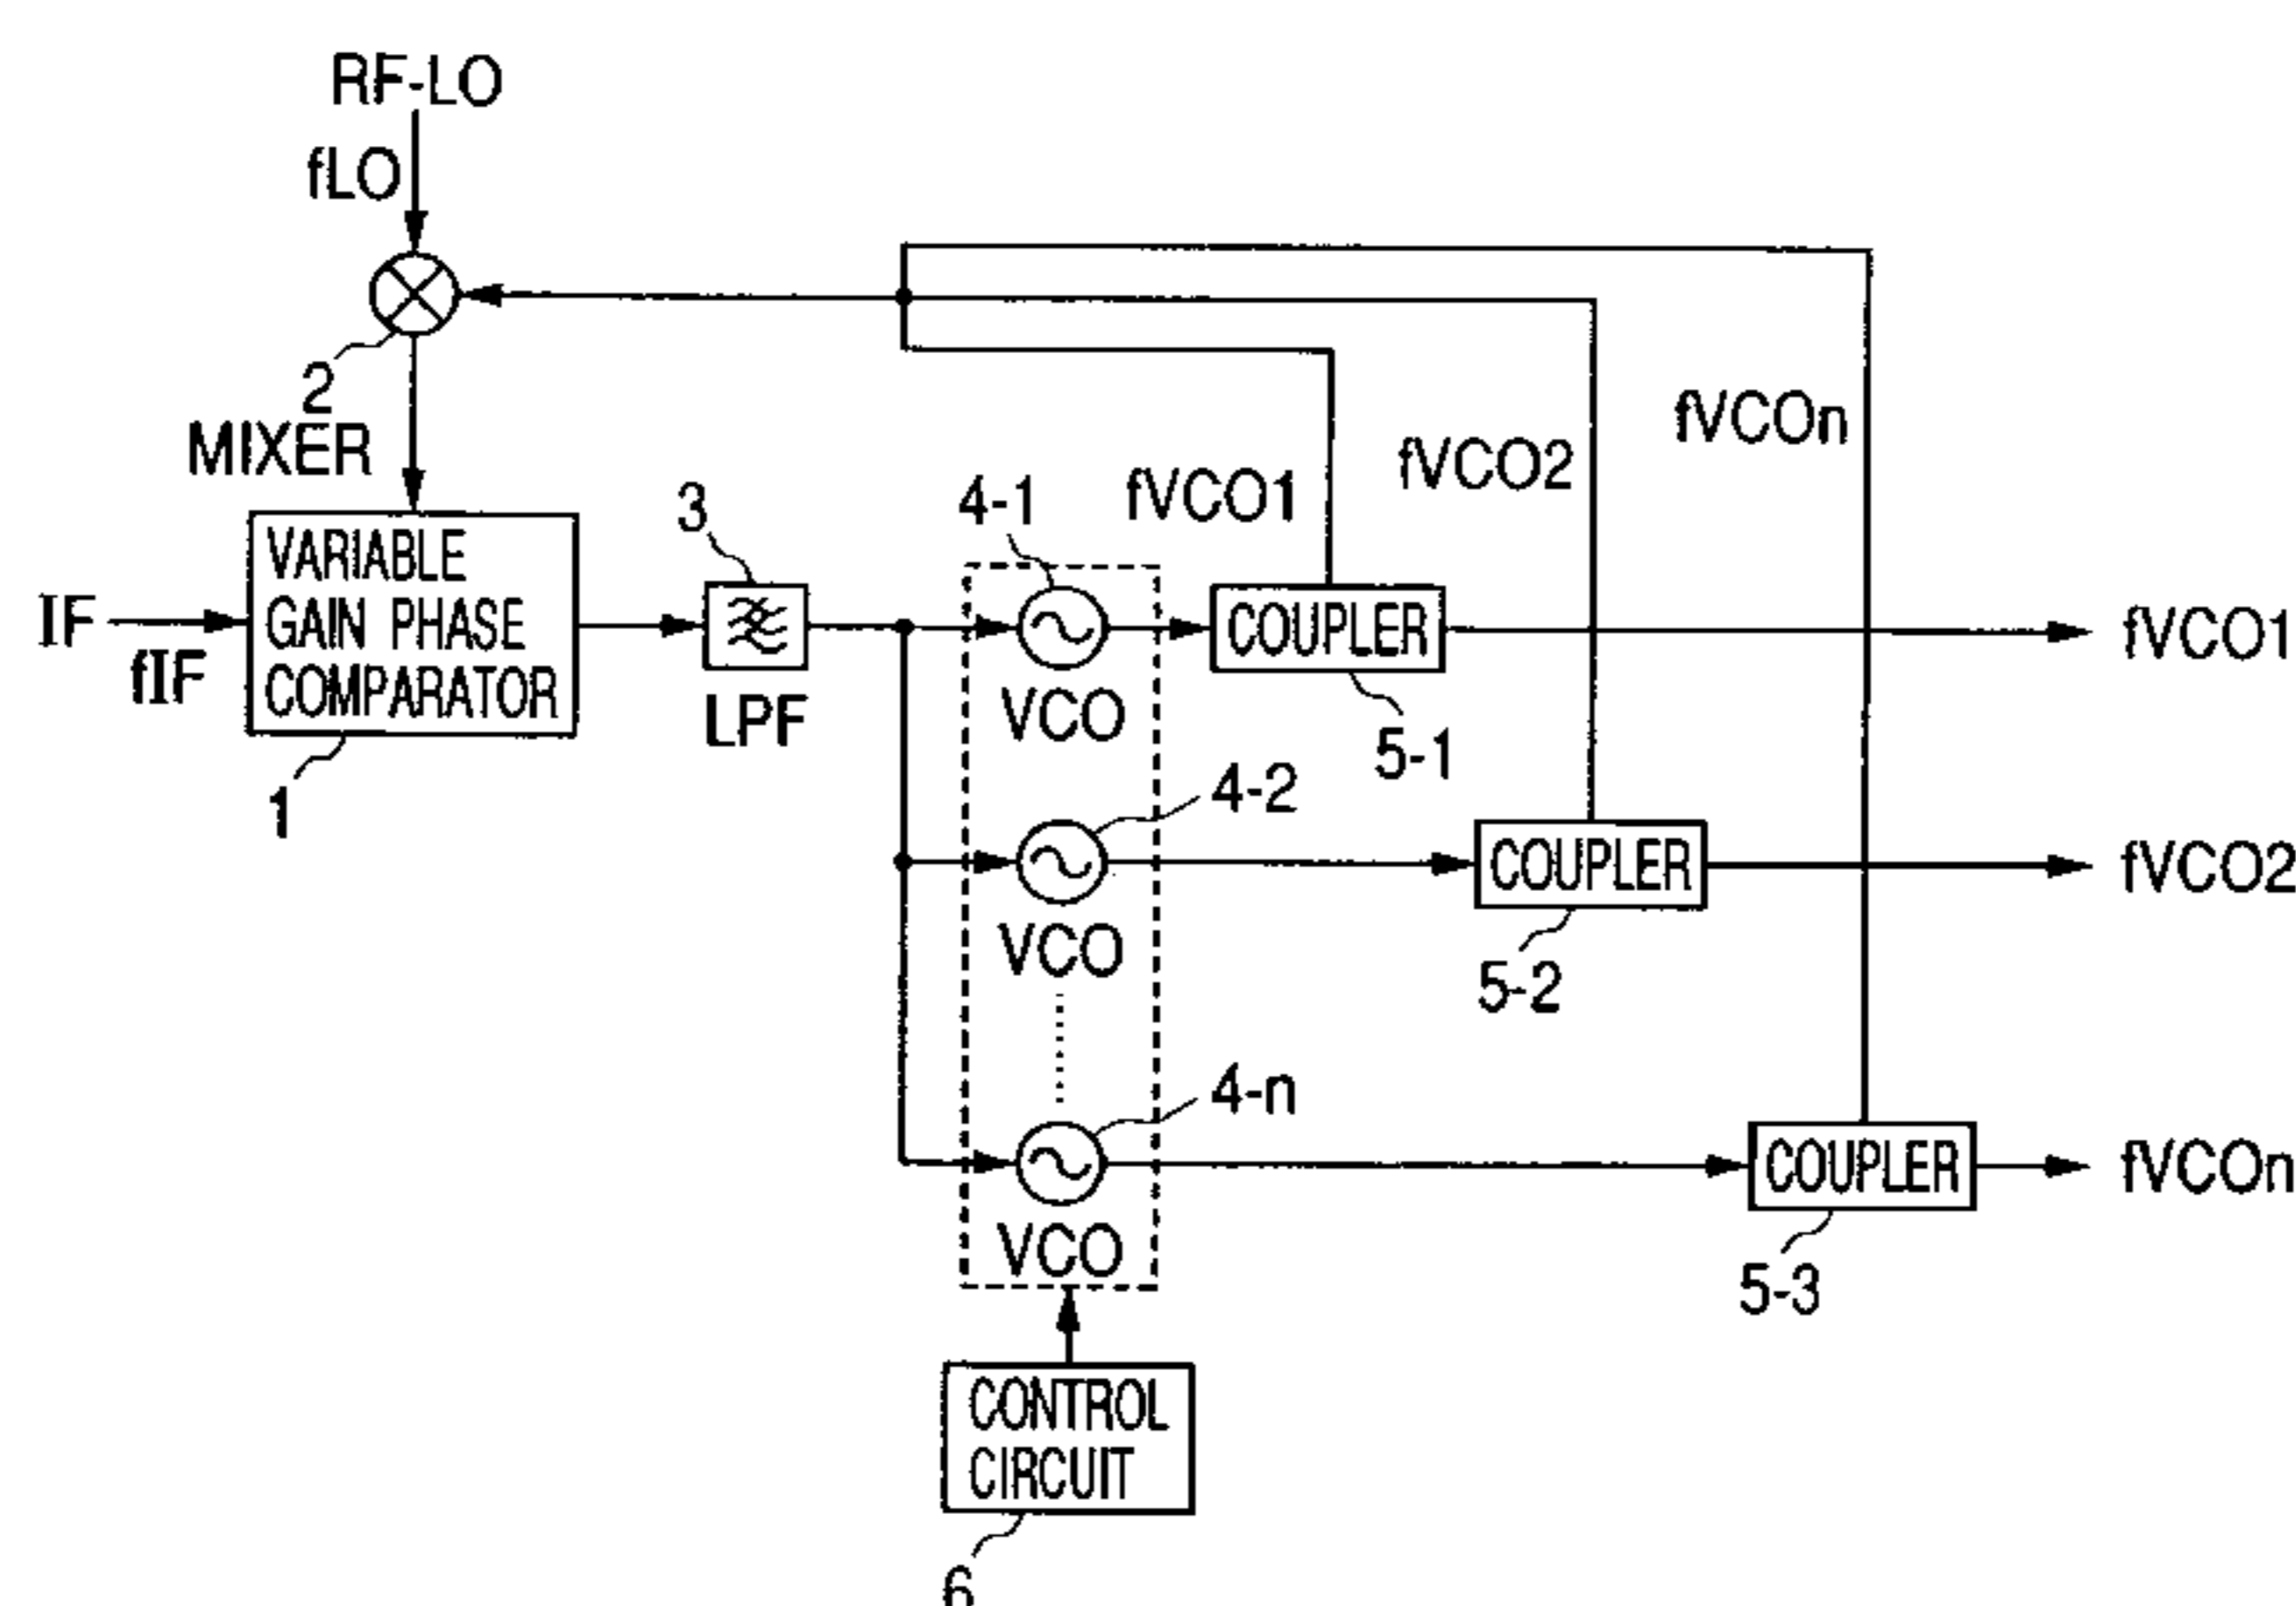 RF-LO
fLO
2
MIXER
VARIABLE
GAIN PHASE
COMPARATOR
IF
fIF
1
3
LPF
4-1
VCO
fVCO1
fVCO2
fVCOn
COUPLER
5-1
fVCO1
4-2
VCO
COUPLER
5-2
fVCO2
4-n
VCO
COUPLER
5-3
fVCOn
CONTROL
CIRCUIT
6